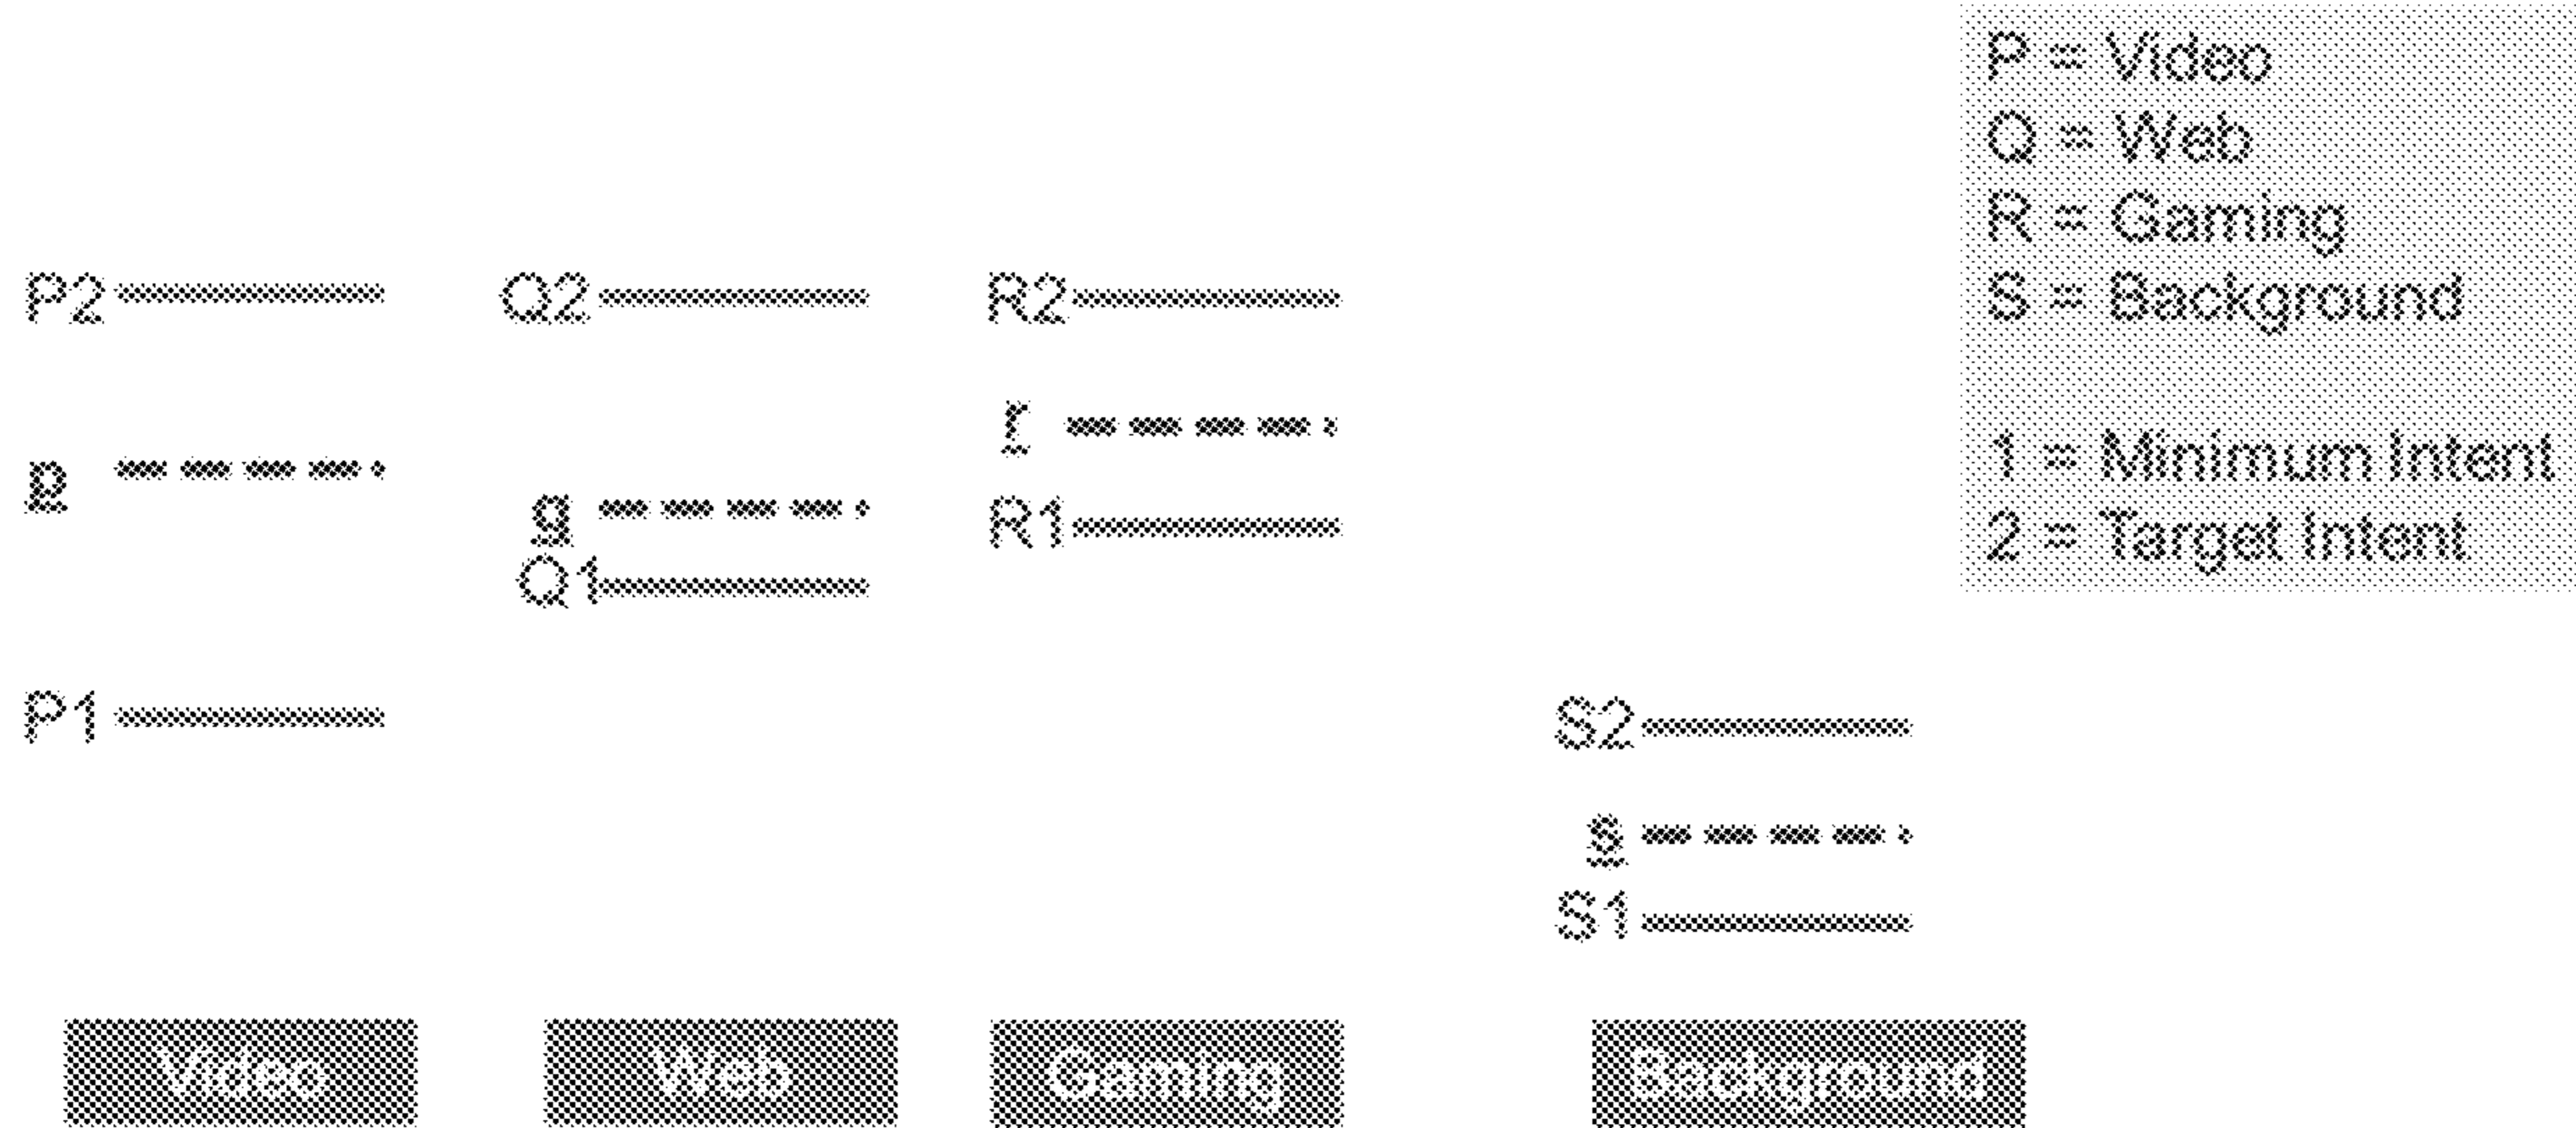 P = Video
Q = Web
R = Gaming
S = Background
1 = Minimum Intent
2 = Target Intent
P2 Q2 R2
r
p
q R1
Q1
P1 S2
s
S1
Video Web Gaming Background